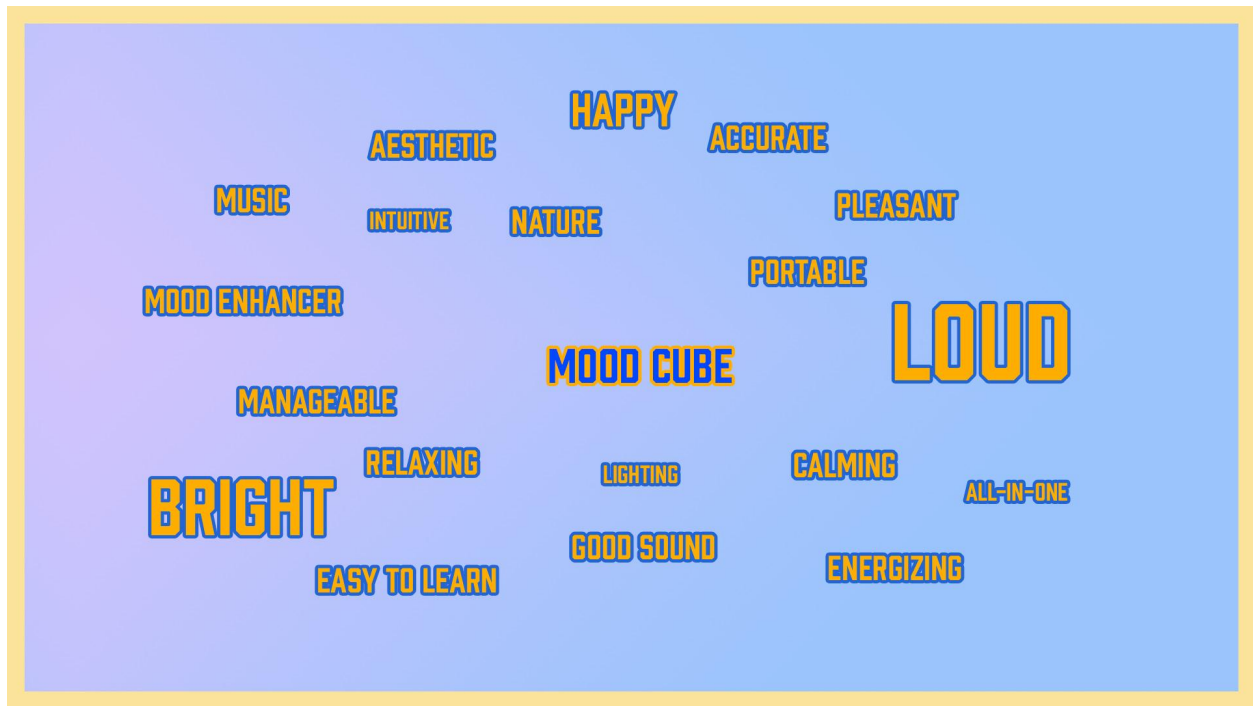 HAPPY
ACCURATE
AESTHETIC
MUSIC
INTUITIVE
NATURE
PLEASANT
PORTABLE
MOOD ENHANCER
LOUD
MOOD CUBE
MANAGEABLE
RELAXING
LIGHTING
CALMING
ALL-IN-ONE
BRIGHT
GOOD SOUND
ENERGIZING
EASY TO LEARN